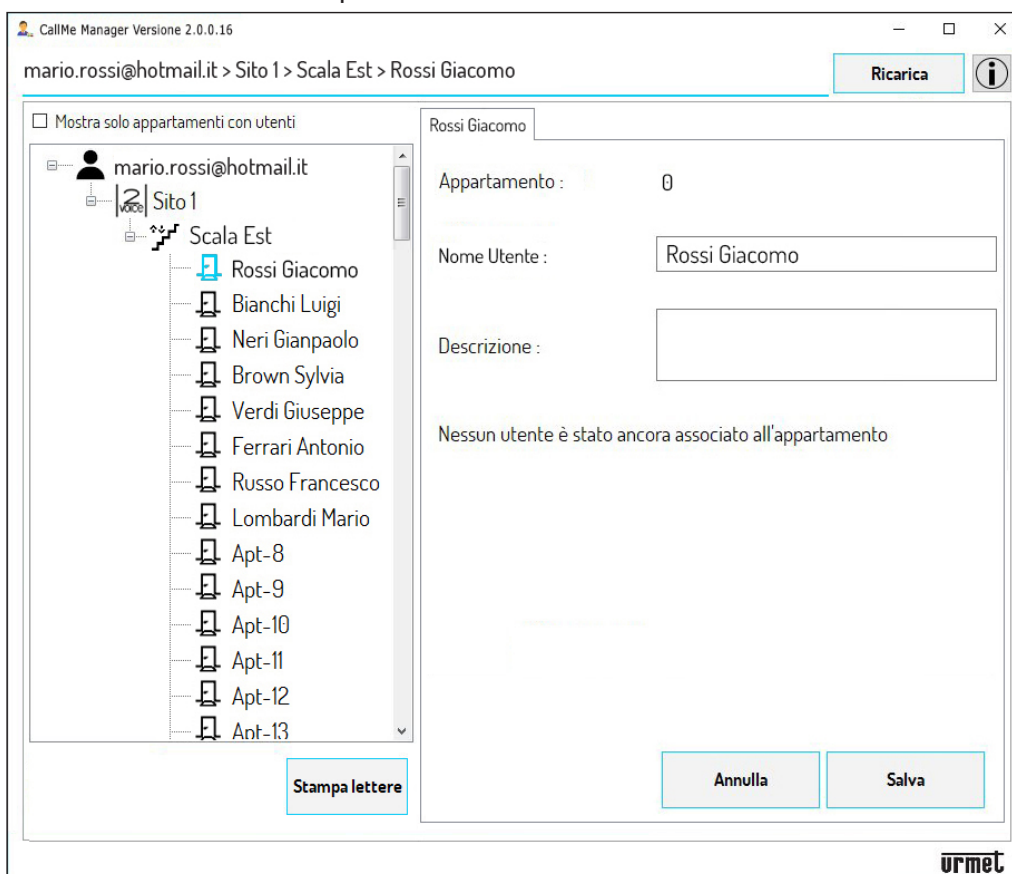 CallMe Manager Versione 2.0.0.16
mario.rossi@hotmail.it > Sito 1 > Scala Est > Rossi Giacomo
Ricarica
Mostra solo appartamenti con utenti
mario.rossi@hotmail.it
2 VOICE Sito 1
Scala Est
Rossi Giacomo
Bianchi Luigi
Neri Gianpaolo
Brown Sylvia
Verdi Giuseppe
Ferrari Antonio
Russo Francesco
Lombardi Mario
Apt-8
Apt-9
Apt-10
Apt-11
Apt-12
Apt-13
Stampa lettere
Rossi Giacomo
Appartamento : 0
Nome Utente : Rossi Giacomo
Descrizione :
Nessun utente è stato ancora associato all'appartamento
Annulla Salva
urmet